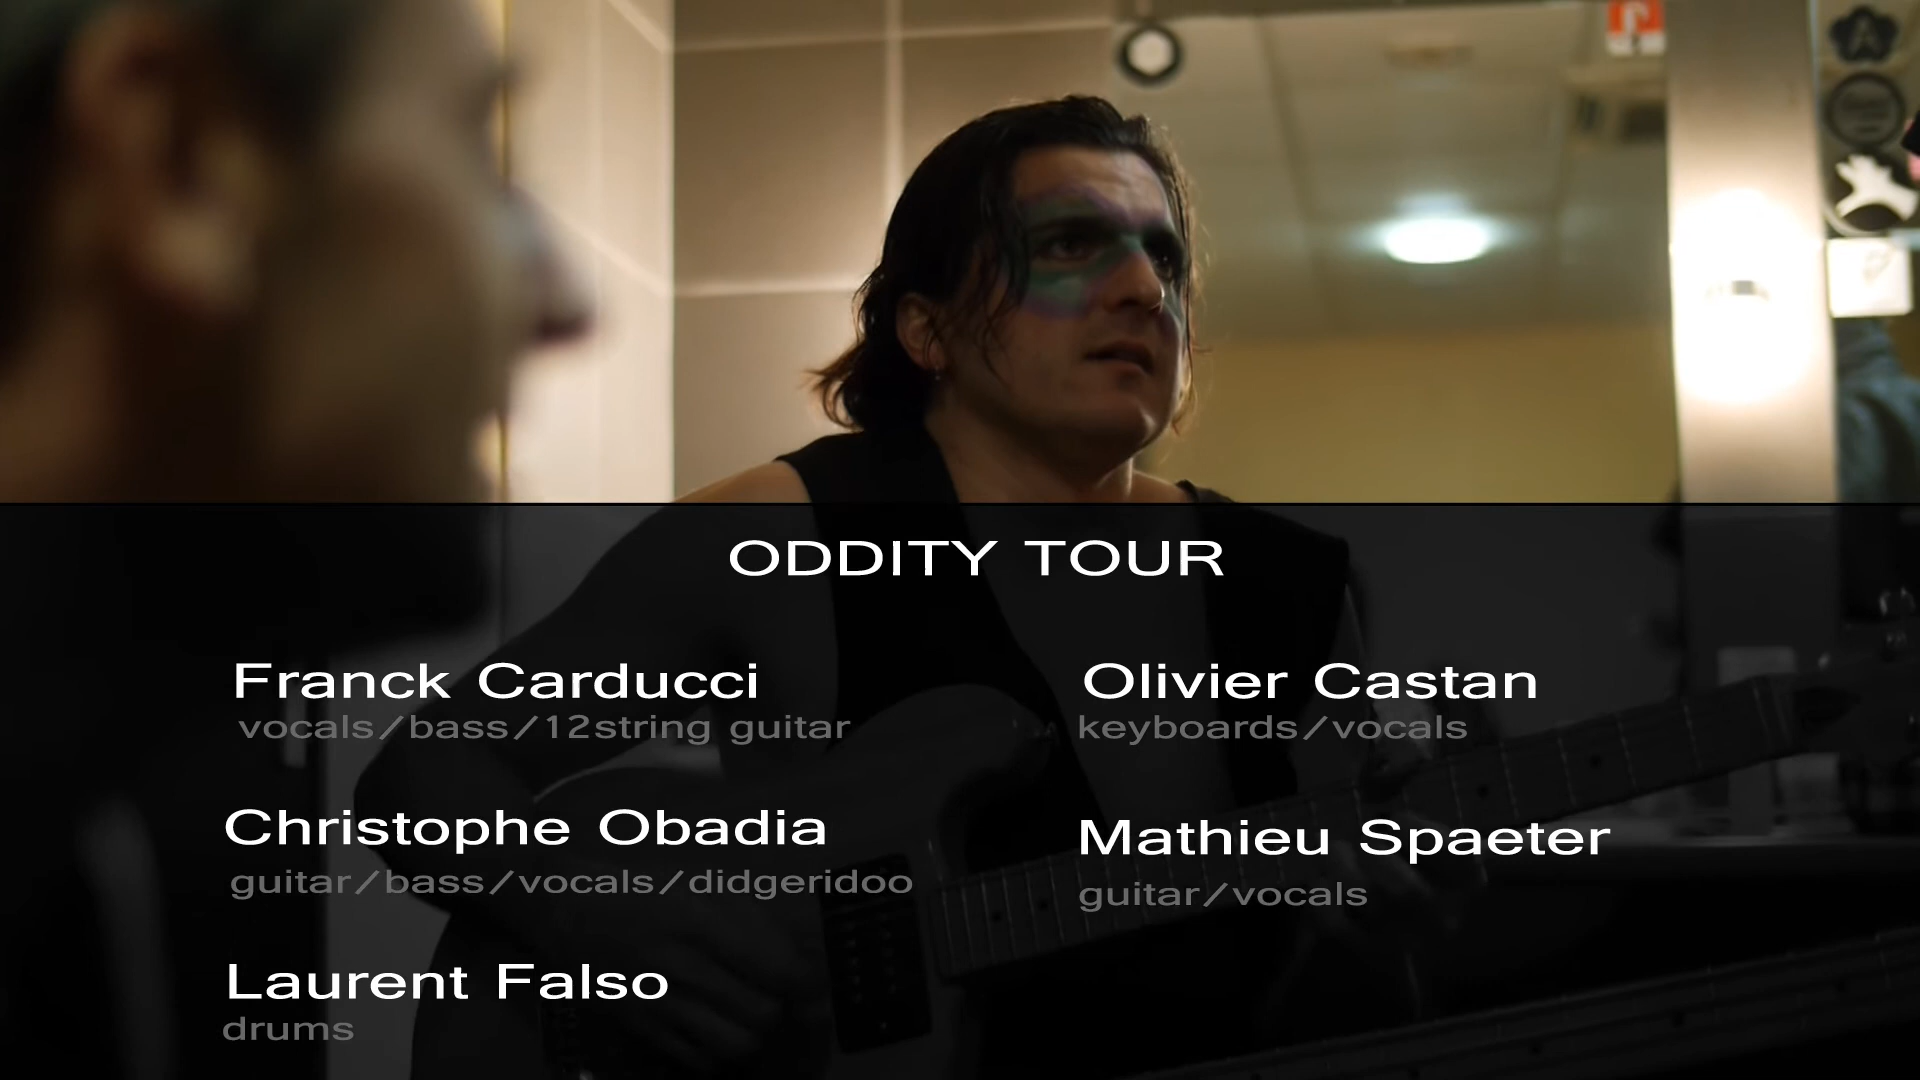 ODDITY TOUR
Franck Carducci
vocals/bass/12string guitar
Christophe Obadia
guitar/bass/vocals/didgeridoo
Laurent Falso
drums
Olivier Castan
keyboards/vocals
Mathieu Spaeter
guitar/vocals